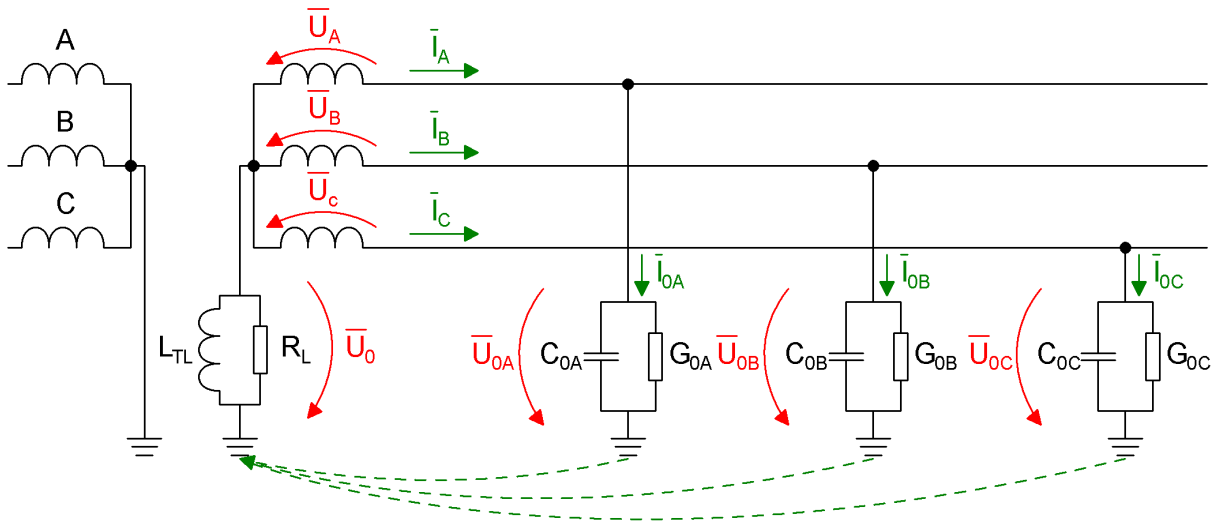 A
B
C
U̅A
U̅B
U̅c
I̅A
I̅B
I̅C
LTL
RL
U̅0
U̅0A
C0A
G0A
I̅0A
U̅0B
C0B
G0B
I̅0B
U̅0C
C0C
G0C
I̅0C